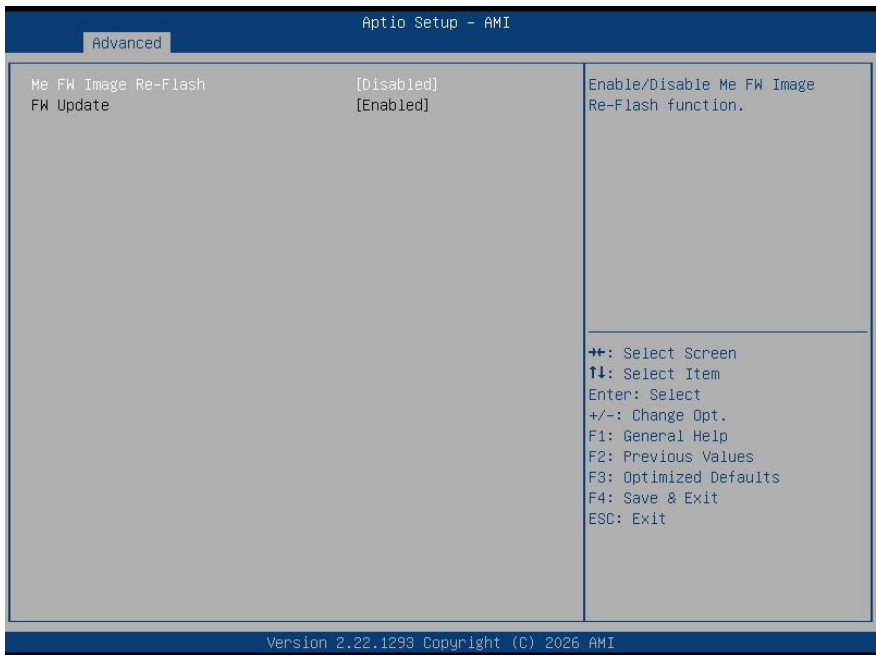 Aptio Setup – AMI
Advanced
Me FW Image Re-Flash [Disabled]
FW Update [Enabled]
Enable/Disable Me FW Image
Re-Flash function.
→←: Select Screen
↑↓: Select Item
Enter: Select
+/-: Change Opt.
F1: General Help
F2: Previous Values
F3: Optimized Defaults
F4: Save & Exit
ESC: Exit
Version 2.22.1293 Copyright (C) 2026 AMI